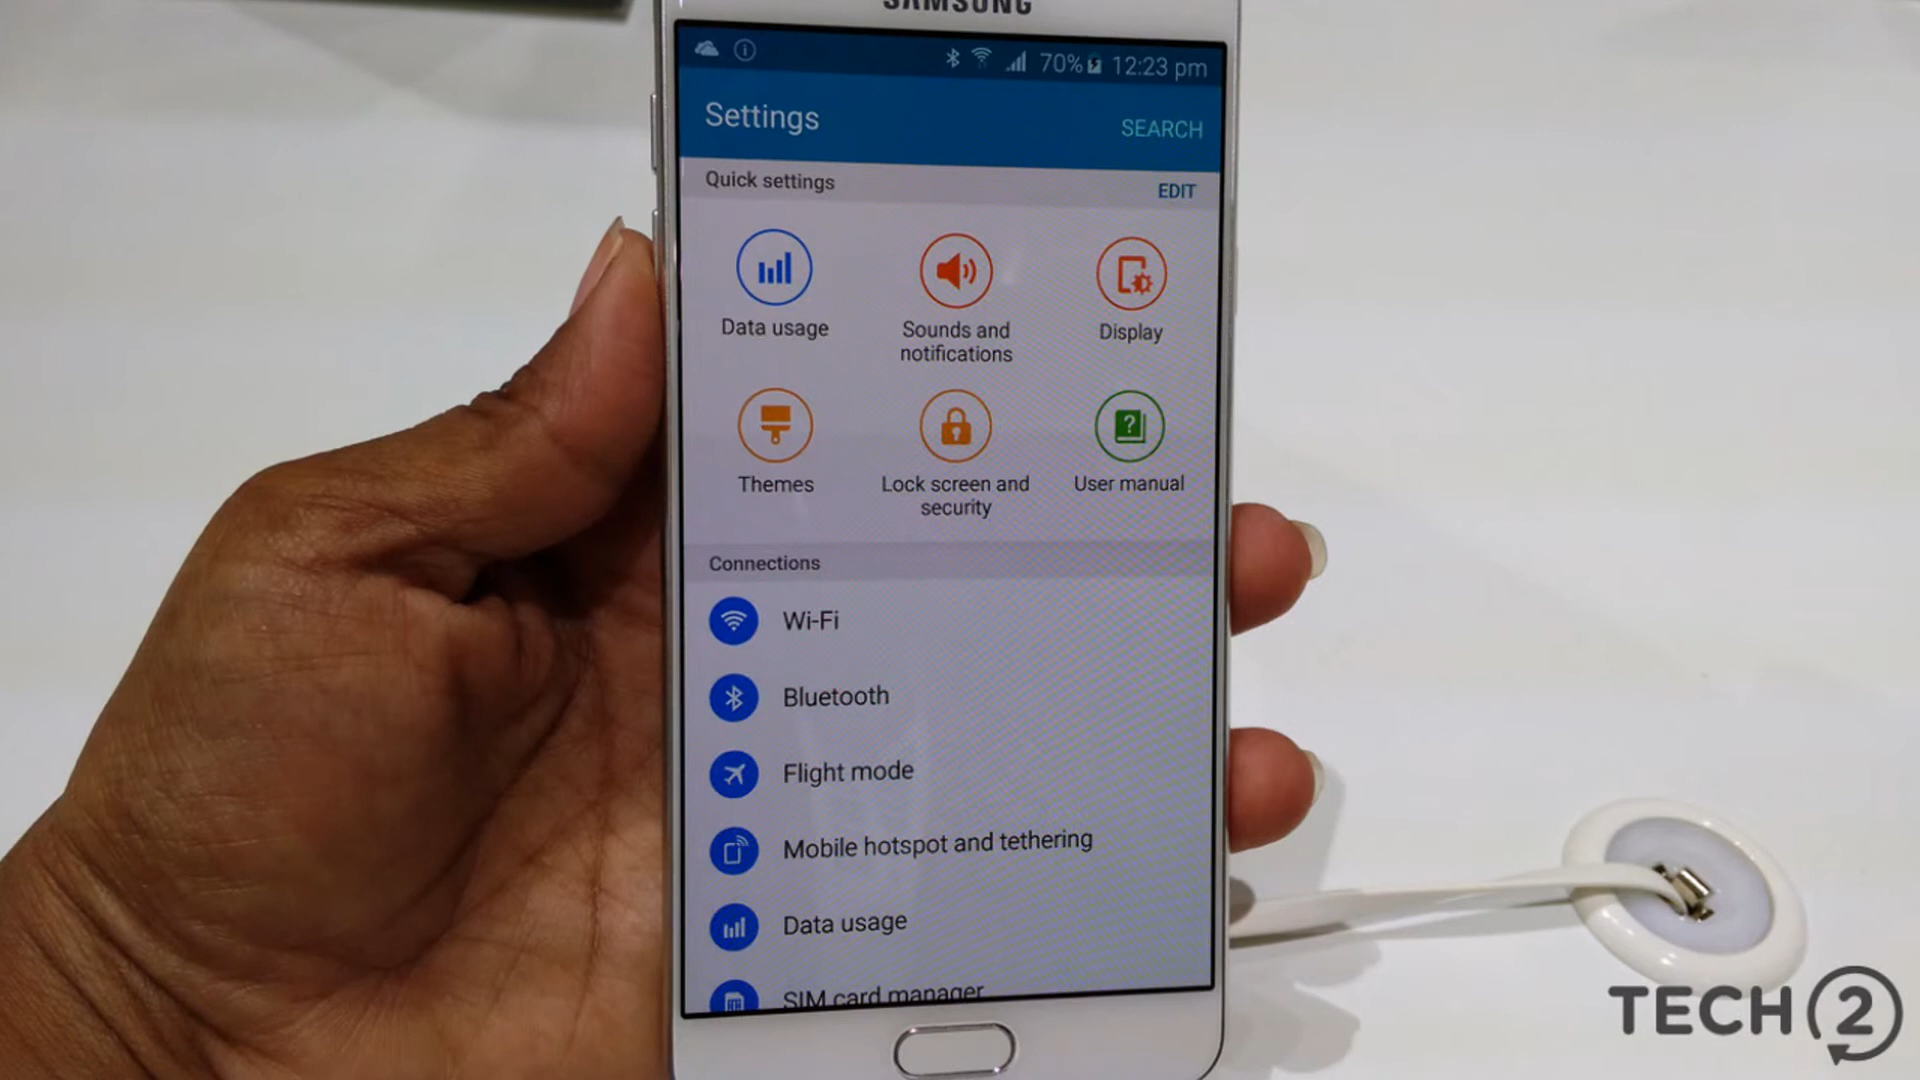 SAMSUNG
70% 12:23 pm
Settings
SEARCH
Quick settings
EDIT
Data usage
Sounds and
notifications
Display
Themes
Lock screen and
security
User manual
Connections
Wi-Fi
Bluetooth
Flight mode
Mobile hotspot and tethering
Data usage
SIM card manager
TECH 2